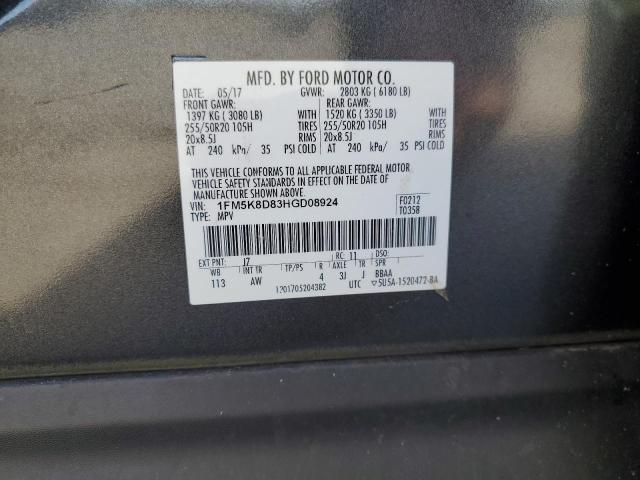 MFD. BY FORD MOTOR CO.
DATE: 05/17 GVWR: 2803 KG ( 6180 LB)
FRONT GAWR: REAR GAWR:
1397 KG ( 3080 LB) WITH 1520 KG ( 3350 LB) WITH
255/50R20 105H TIRES 255/50R20 105H TIRES
20x8.5J RIMS 20x8.5J RIMS
AT 240 kPa/ 35 PSI COLD AT 240 kPa/ 35 PSI COLD
THIS VEHICLE CONFORMS TO ALL APPLICABLE FEDERAL MOTOR
VEHICLE SAFETY STANDARDS IN EFFECT ON THE DATE OF
MANUFACTURE SHOWN ABOVE.
VIN: 1FM5K8D83HGD08924 F0212
TYPE: MPV T0358
EXT PNT: J7 RC: 11 DSO:
WB INT TR TP/PS R AXLE TR SPR
113 AW 4 3J J BBAA
1201705204382 UTC ▽5U5A-1520472-BA